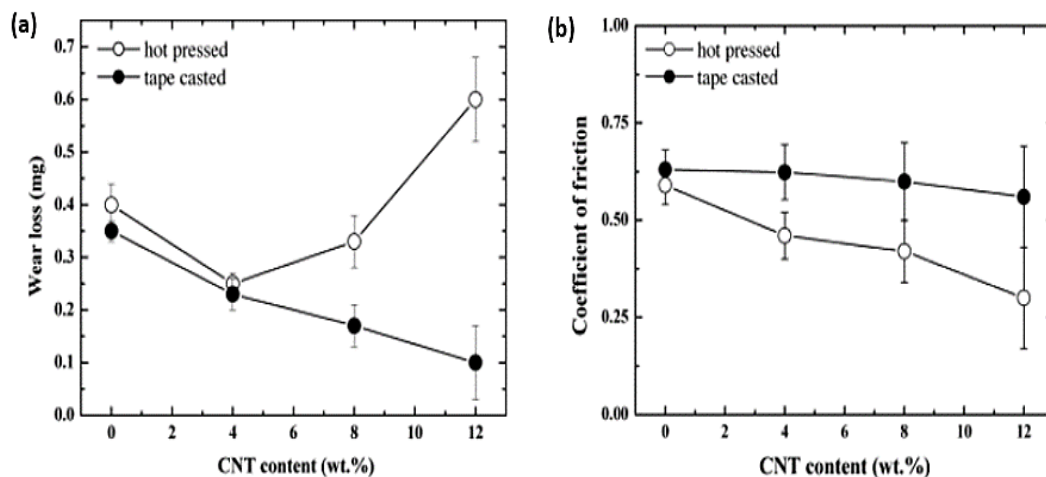 (a)
hot pressed
tape casted
Wear loss (mg)
0.7
0.6
0.5
0.4
0.3
0.2
0.1
0.0
0 2 4 6 8 10 12
CNT content (wt.%)
(b)
hot pressed
tape casted
Coefficient of friction
1.00
0.75
0.50
0.25
0.00
0 2 4 6 8 10 12
CNT content (wt.%)